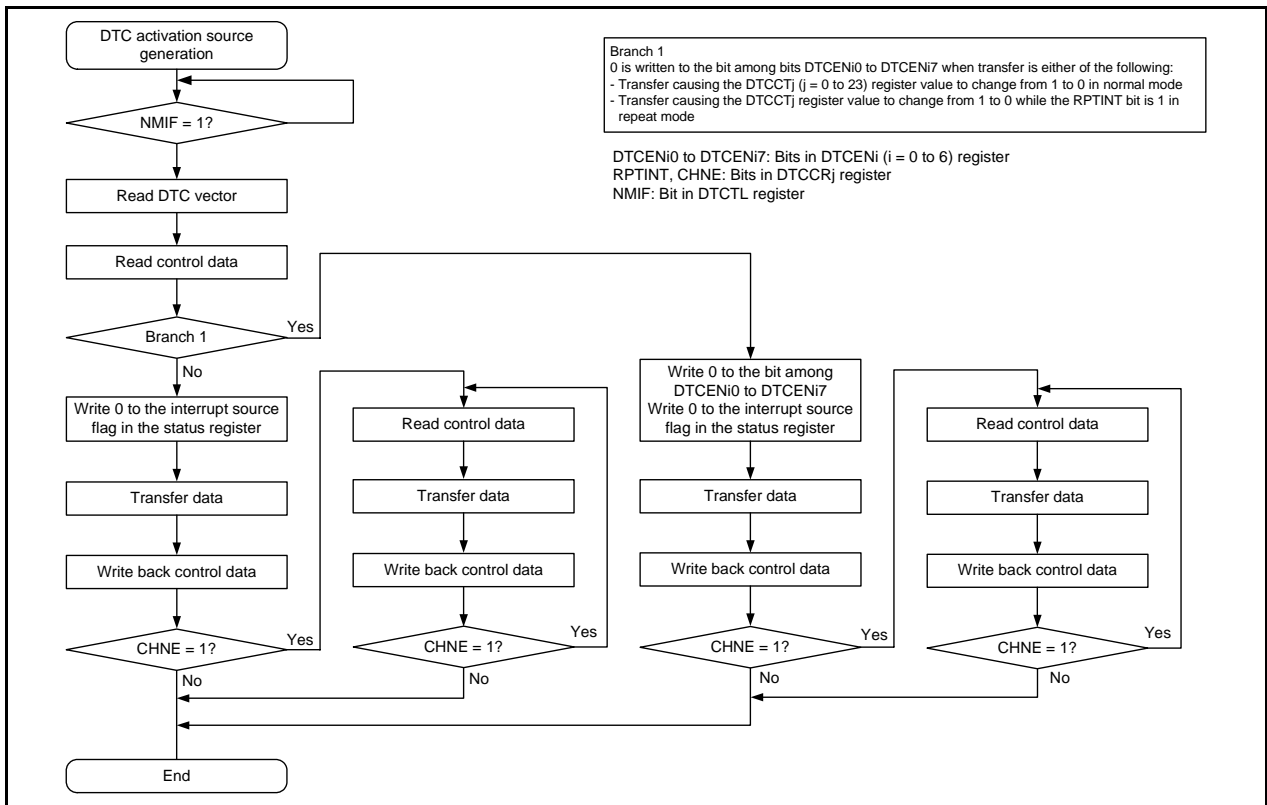 DTC activation source
generation
NMIF = 1?
Read DTC vector
Read control data
Branch 1
Yes
No
Write 0 to the interrupt source
flag in the status register
Transfer data
Write back control data
CHNE = 1?
Yes
No
End
Read control data
Transfer data
Write back control data
CHNE = 1?
Yes
No
Branch 1
0 is written to the bit among bits DTCENi0 to DTCENi7 when transfer is either of the following:
- Transfer causing the DTCCTj (j = 0 to 23) register value to change from 1 to 0 in normal mode
- Transfer causing the DTCCTj register value to change from 1 to 0 while the RPTINT bit is 1 in
repeat mode
DTCENi0 to DTCENi7: Bits in DTCENi (i = 0 to 6) register
RPTINT, CHNE: Bits in DTCCRj register
NMIF: Bit in DTCTL register
Write 0 to the bit among
DTCENi0 to DTCENi7
Write 0 to the interrupt source
flag in the status register
Transfer data
Write back control data
CHNE = 1?
Yes
No
Read control data
Transfer data
Write back control data
CHNE = 1?
Yes
No